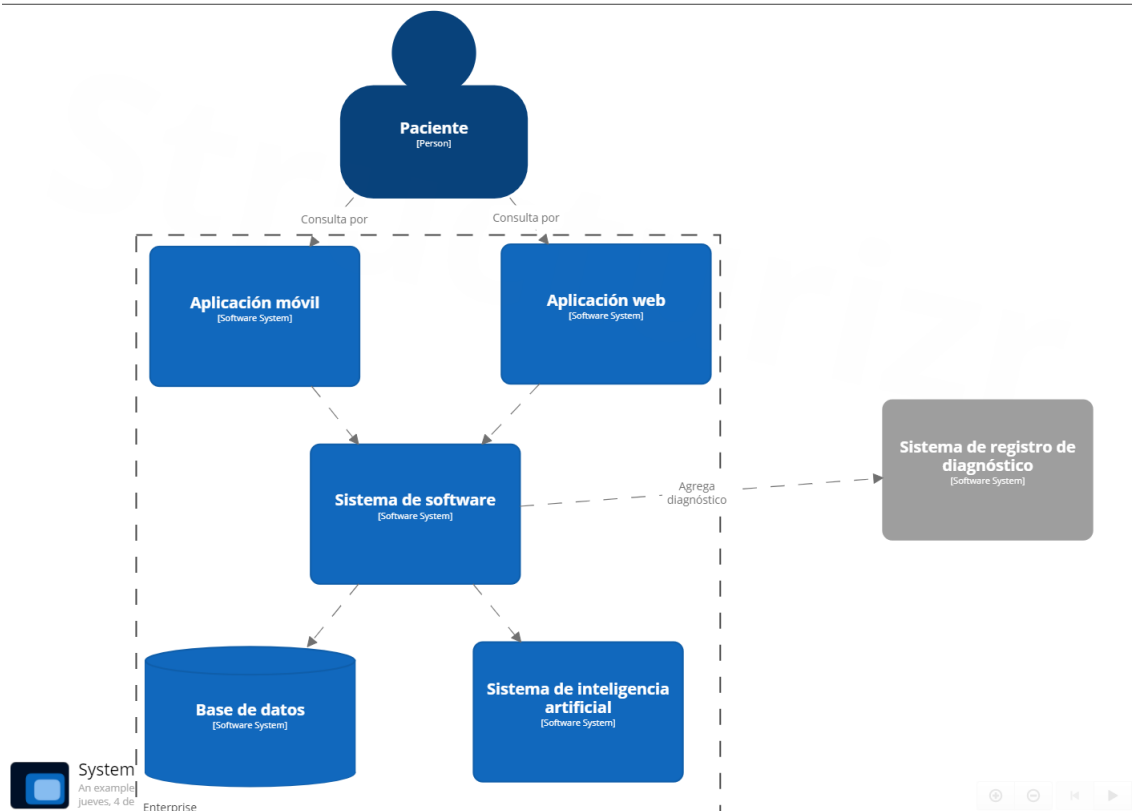 Paciente
[Person]
Consulta por
Consulta por
Aplicación móvil
[Software System]
Aplicación web
[Software System]
Sistema de software
[Software System]
Agrega
diagnóstico
Sistema de registro de
diagnóstico
[Software System]
Base de datos
[Software System]
Sistema de inteligencia
artificial
[Software System]
System
An example
jueves, 4 de
Enterprise
Structurizr